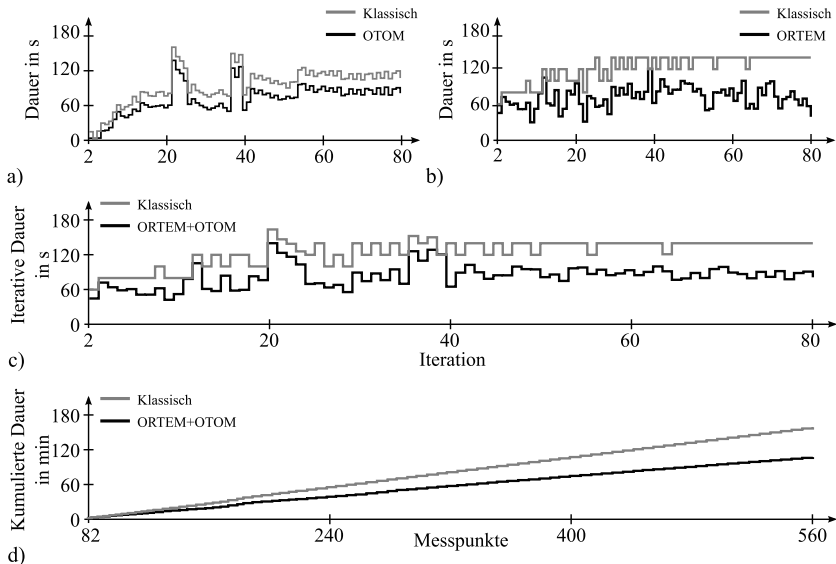 Klassisch
OTOM
Dauer in s
180
120
60
0
2
20
40
60
80
a)
Klassisch
ORTEM
Dauer in s
180
120
60
0
2
20
40
60
80
b)
Klassisch
ORTEM+OTOM
Iterative Dauer
in s
180
120
60
0
2
20
40
60
80
Iteration
c)
Klassisch
ORTEM+OTOM
Kumulierte Dauer
in min
180
120
60
0
82
240
400
560
Messpunkte
d)